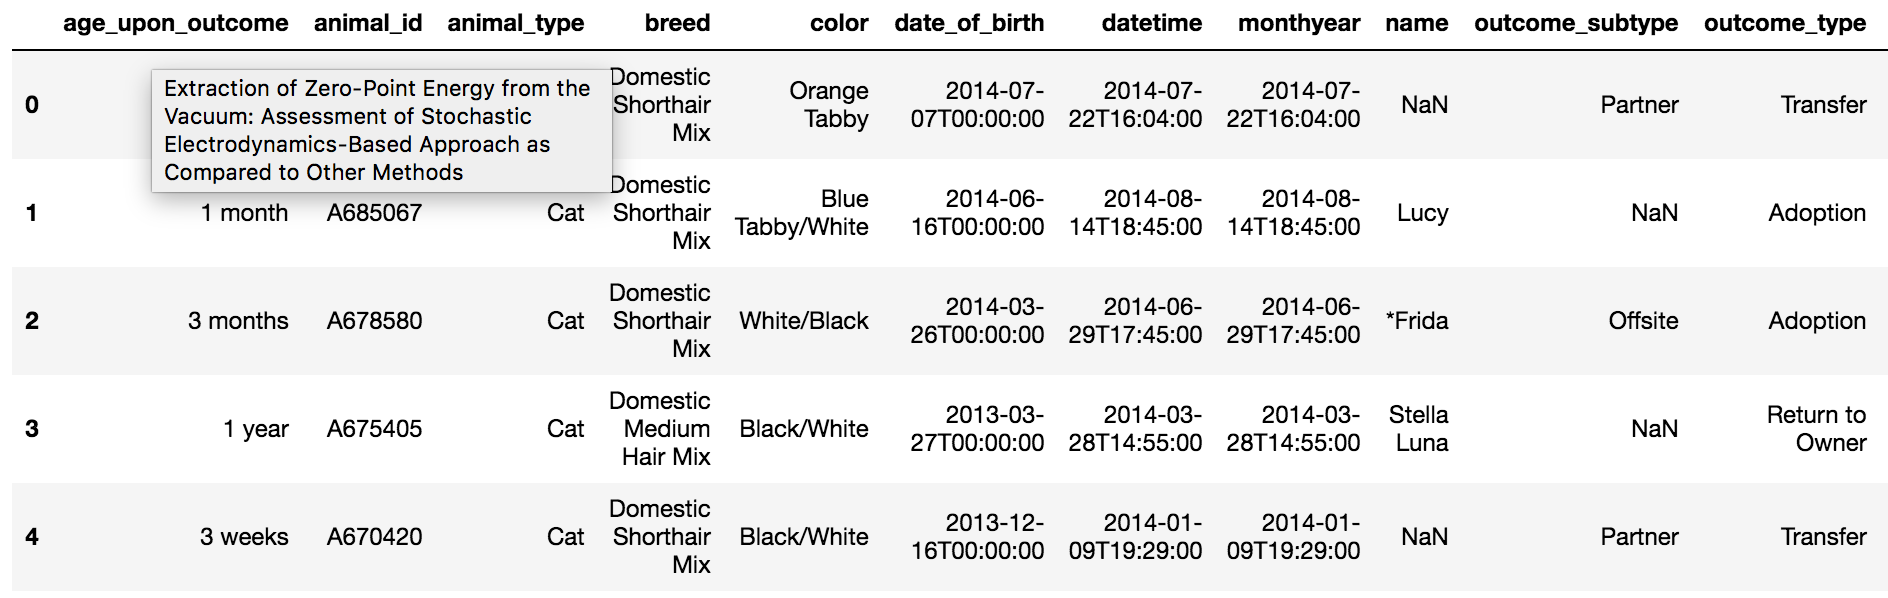 age_upon_outcome animal_id animal_type breed color date_of_birth datetime monthyear name outcome_subtype outcome_type
0 Domestic Shorthair Mix Orange Tabby 2014-07-07T00:00:00 2014-07-22T16:04:00 2014-07-22T16:04:00 NaN Partner Transfer
Extraction of Zero-Point Energy from the
Vacuum: Assessment of Stochastic
Electrodynamics-Based Approach as
Compared to Other Methods
1 1 month A685067 Cat Domestic Shorthair Mix Blue Tabby/White 2014-06-16T00:00:00 2014-08-14T18:45:00 2014-08-14T18:45:00 Lucy NaN Adoption
2 3 months A678580 Cat Domestic Shorthair Mix White/Black 2014-03-26T00:00:00 2014-06-29T17:45:00 2014-06-29T17:45:00 *Frida Offsite Adoption
3 1 year A675405 Cat Domestic Medium Hair Mix Black/White 2013-03-27T00:00:00 2014-03-28T14:55:00 2014-03-28T14:55:00 Stella Luna NaN Return to Owner
4 3 weeks A670420 Cat Domestic Shorthair Mix Black/White 2013-12-16T00:00:00 2014-01-09T19:29:00 2014-01-09T19:29:00 NaN Partner Transfer